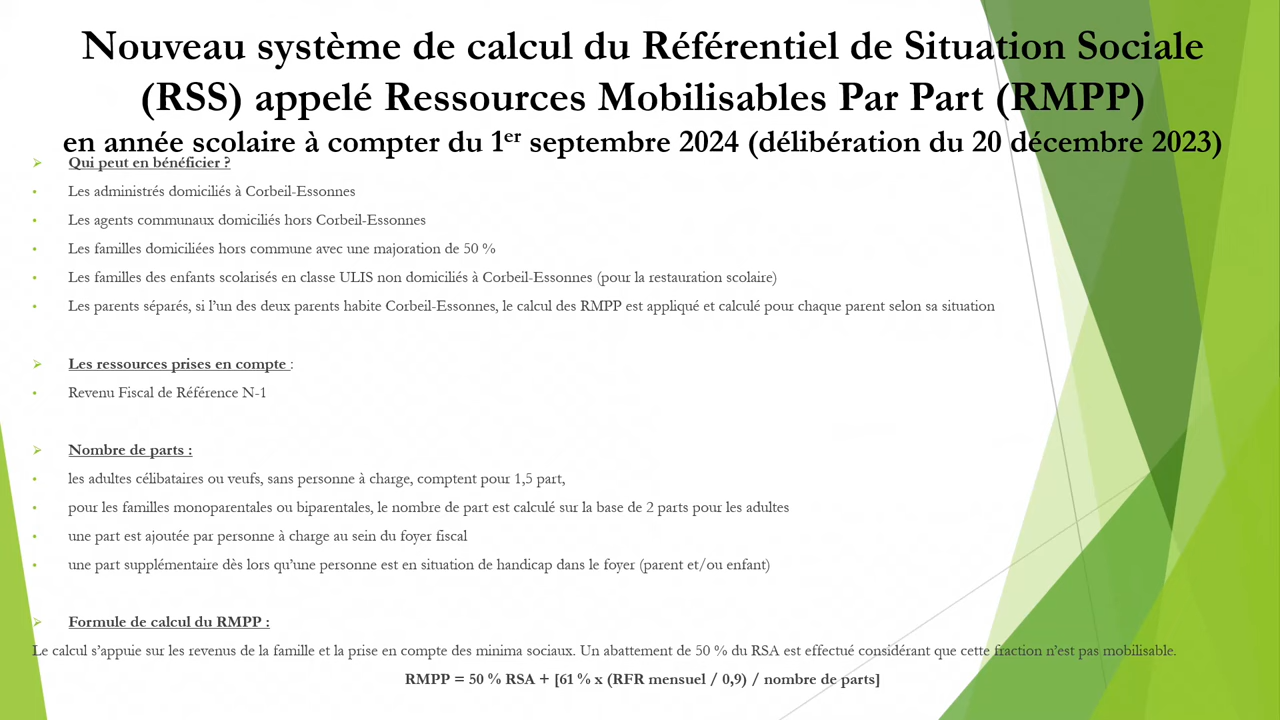 Nouveau système de calcul du Référentiel de Situation Sociale
(RSS) appelé Ressources Mobilisables Par Part (RMPP)
en année scolaire à compter du 1er septembre 2024 (délibération du 20 décembre 2023)
➢ Qui peut en bénéficier ?
• Les administrés domiciliés à Corbeil-Essonnes
• Les agents communaux domiciliés hors Corbeil-Essonnes
• Les familles domiciliées hors commune avec une majoration de 50 %
• Les familles des enfants scolarisés en classe ULIS non domiciliés à Corbeil-Essonnes (pour la restauration scolaire)
• Les parents séparés, si l’un des deux parents habite Corbeil-Essonnes, le calcul des RMPP est appliqué et calculé pour chaque parent selon sa situation
➢ Les ressources prises en compte :
• Revenu Fiscal de Référence N-1
➢ Nombre de parts :
• les adultes célibataires ou veufs, sans personne à charge, comptent pour 1,5 part,
• pour les familles monoparentales ou biparentales, le nombre de part est calculé sur la base de 2 parts pour les adultes
• une part est ajoutée par personne à charge au sein du foyer fiscal
• une part supplémentaire dès lors qu’une personne est en situation de handicap dans le foyer (parent et/ou enfant)
➢ Formule de calcul du RMPP :
Le calcul s’appuie sur les revenus de la famille et la prise en compte des minima sociaux. Un abattement de 50 % du RSA est effectué considérant que cette fraction n’est pas mobilisable.
RMPP = 50 % RSA + [61 % x (RFR mensuel / 0,9) / nombre de parts]